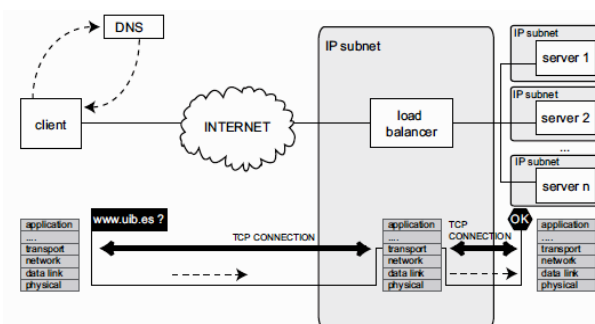 DNS
IP subnet
IP subnet
server 1
client
INTERNET
load
balancer
IP subnet
server 2
...
IP subnet
server n
www.uib.es ?
OK
application
....
transport
network
data link
physical
TCP CONNECTION
application
....
transport
network
data link
physical
TCP
CONNECTION
application
....
transport
network
data link
physical